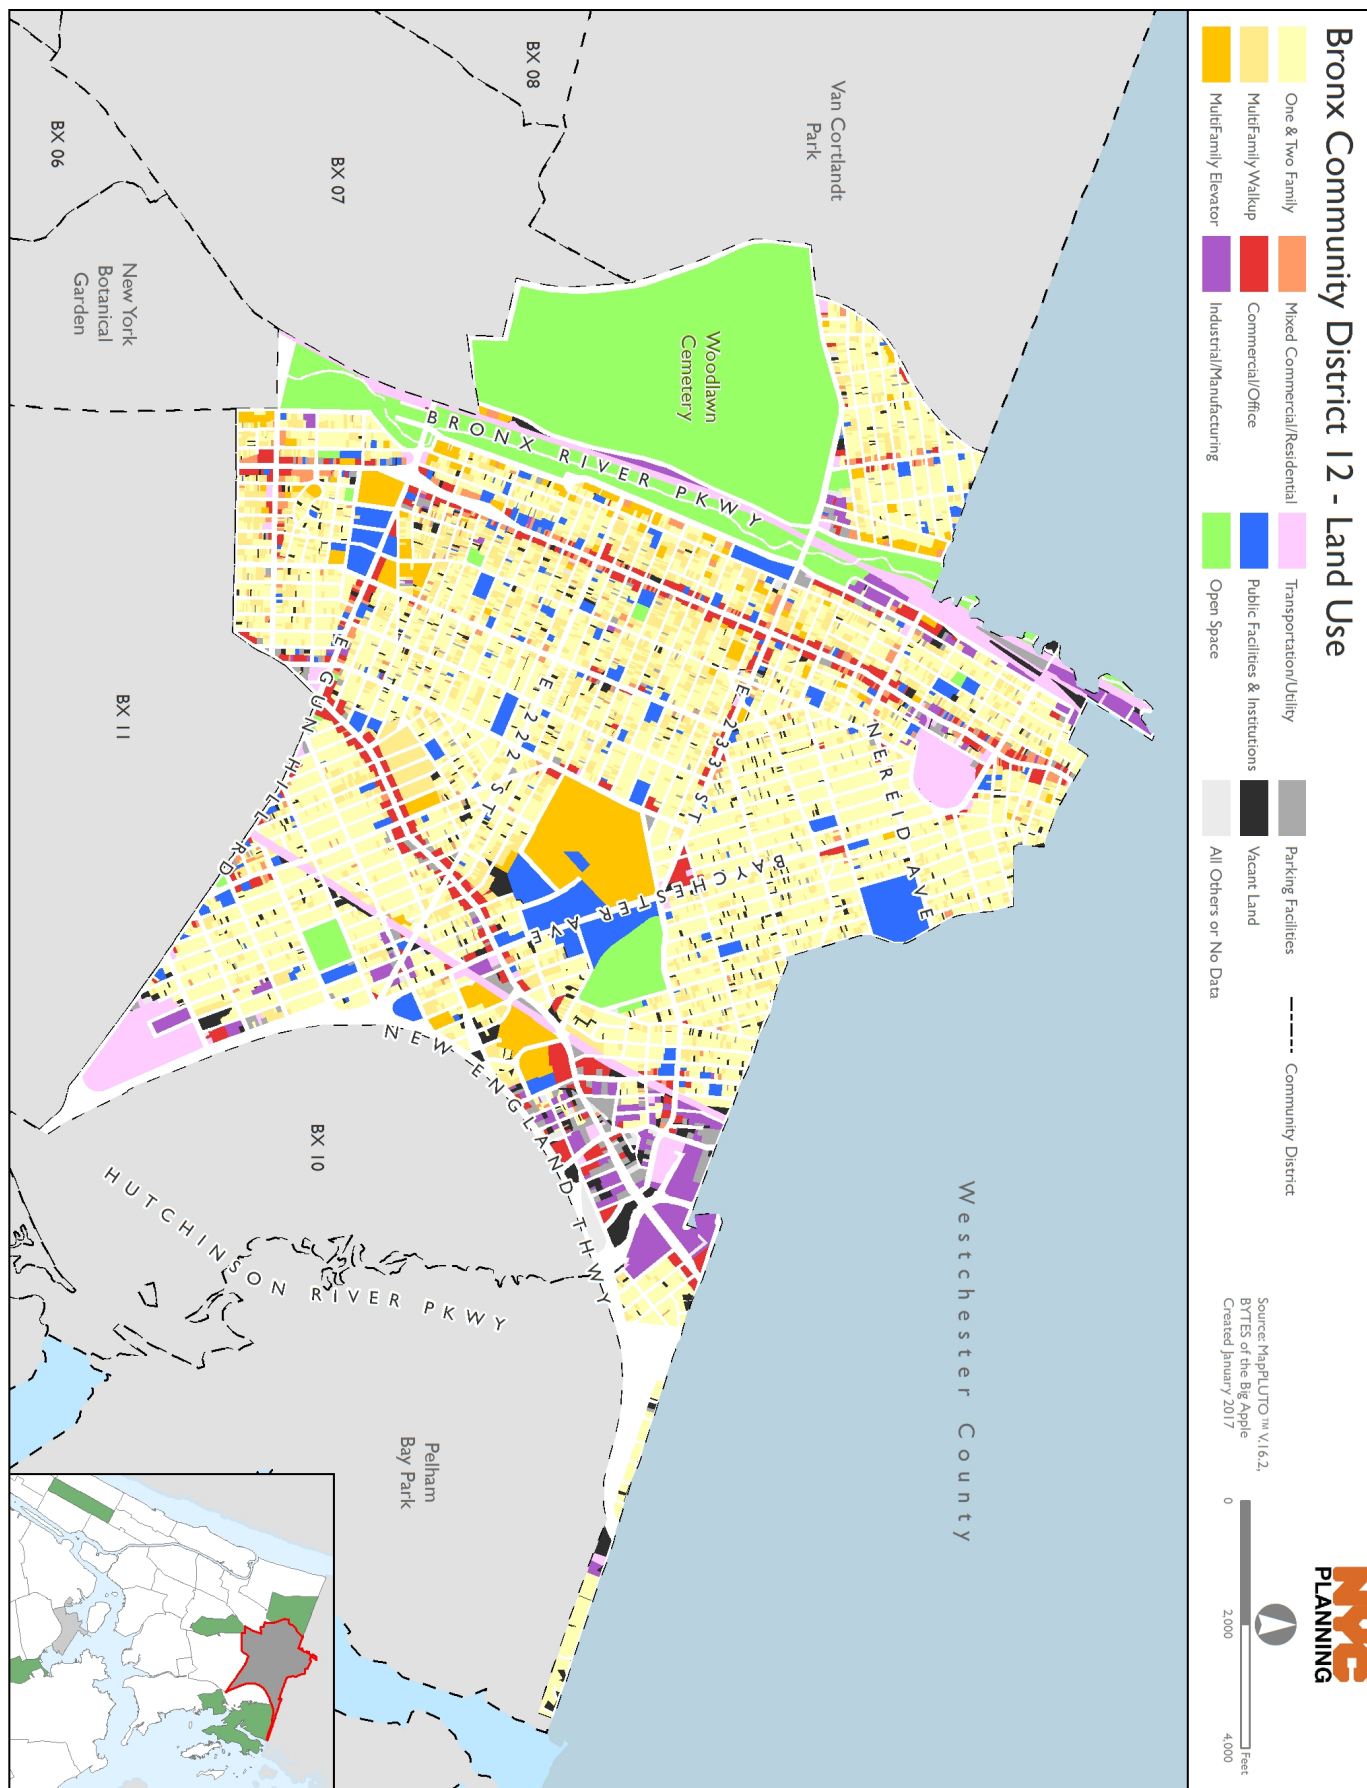 Bronx Community District 12 - Land Use
One & Two Family
MultiFamily Walkup
MultiFamily Elevator
Mixed Commercial/Residential
Commercial/Office
Industrial/Manufacturing
Transportation/Utility
Public Facilities & Institutions
Open Space
Parking Facilities
Vacant Land
All Others or No Data
Community District
Source: MapPLUTO™ V.16.2,
BYTES of the Big Apple
Created January 2017
0
2,000
4,000
Feet
NYC
PLANNING
Van Cortlandt
Park
BX 08
BX 07
BX 06
New York
Botanical
Garden
Woodlawn
Cemetery
BRONX RIVER PKWY
NEREID AVE
E 233 ST
E 222 ST
E GUN HILL RD
BAYCHESTER AVE
NEW ENGLAND THWY
BX 11
BX 10
HUTCHINSON RIVER PKWY
Westchester County
Pelham
Bay Park